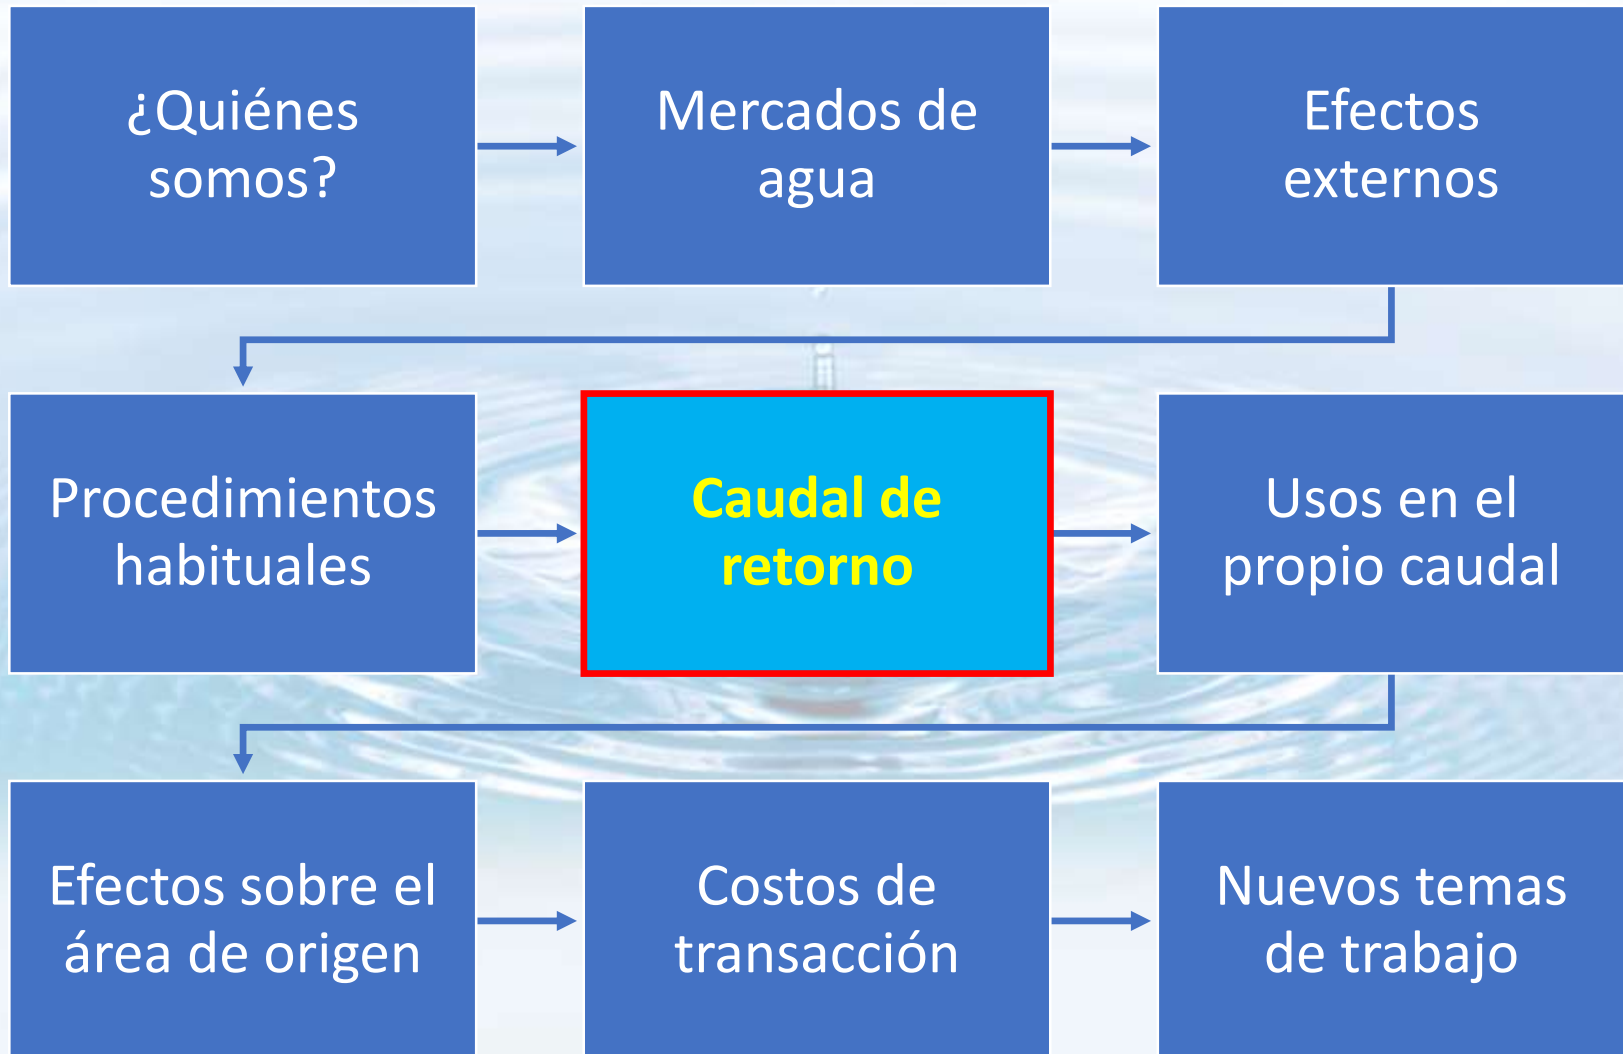 ¿Quiénes
somos?
Mercados de
agua
Efectos
externos
Procedimientos
habituales
Caudal de
retorno
Usos en el
propio caudal
Efectos sobre el
área de origen
Costos de
transacción
Nuevos temas
de trabajo